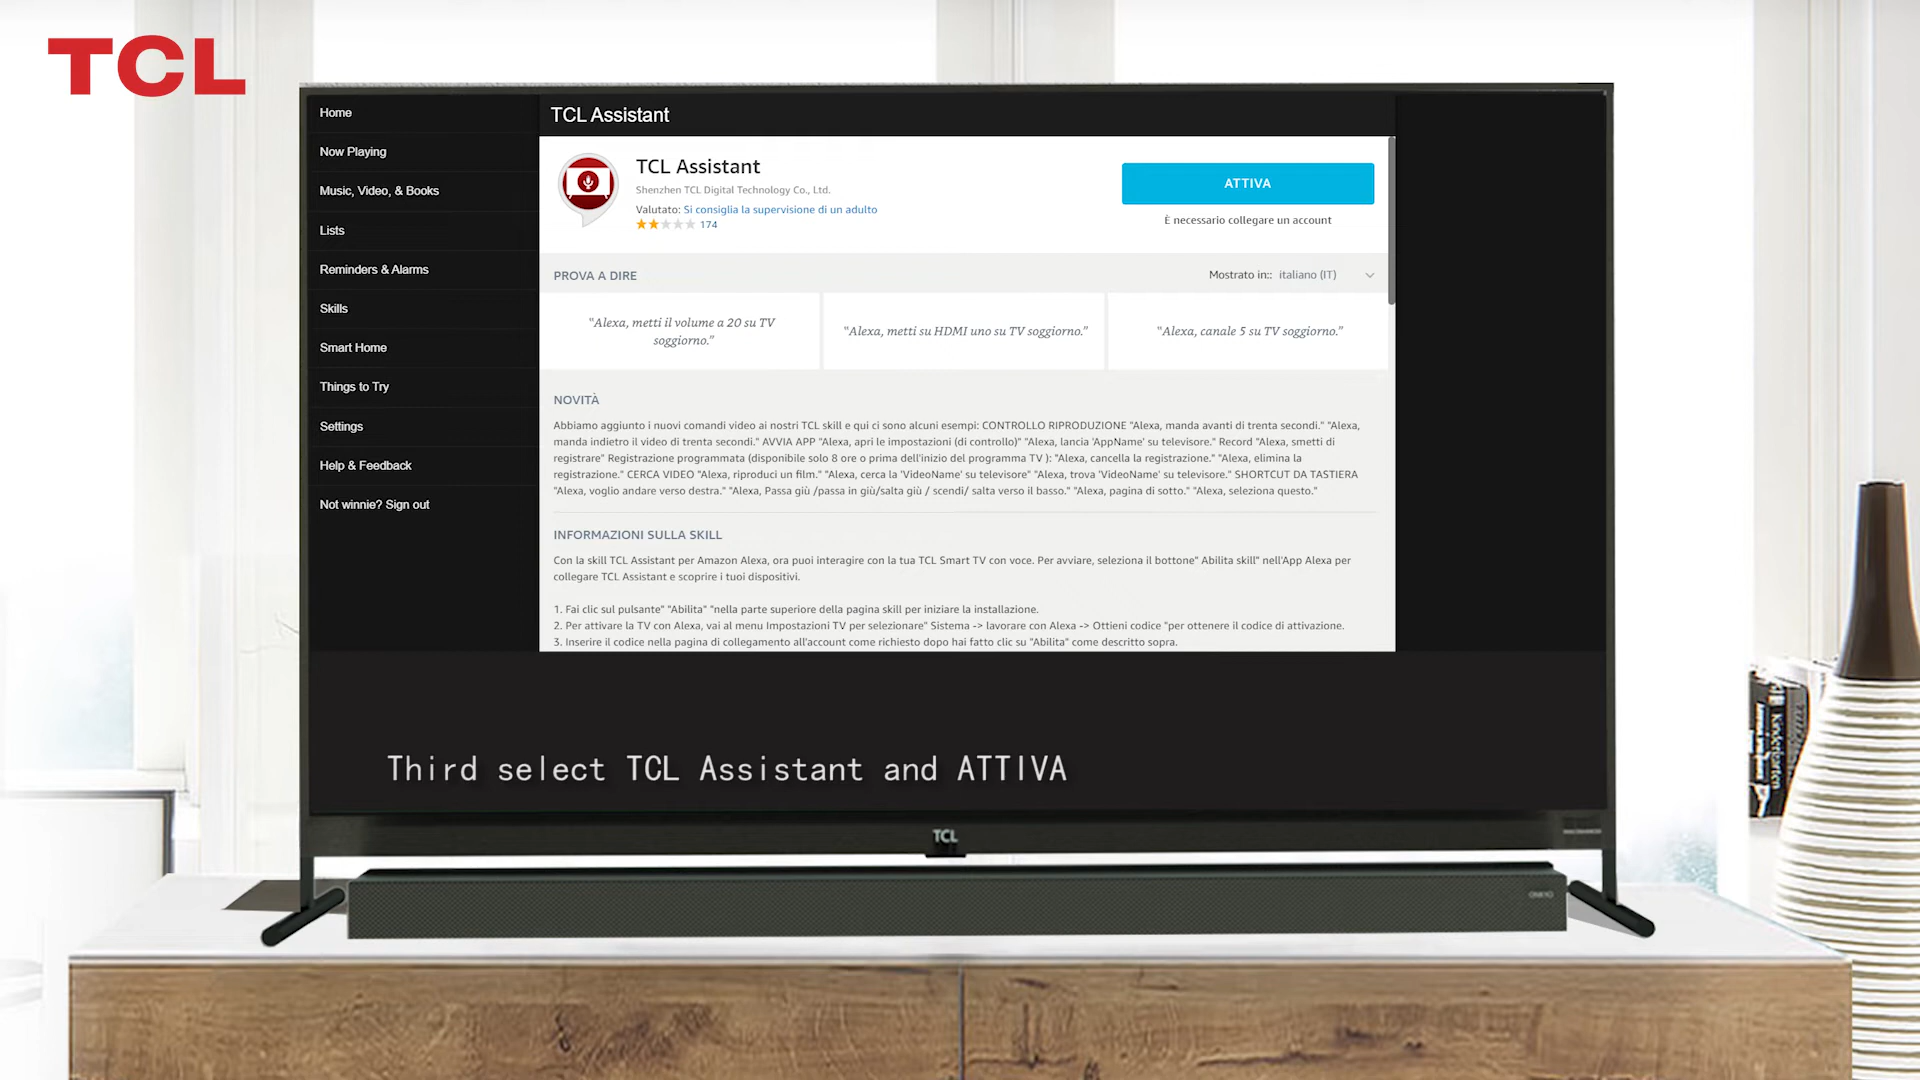 TCL
Home
Now Playing
Music, Video, & Books
Lists
Reminders & Alarms
Skills
Smart Home
Things to Try
Settings
Help & Feedback
Not winnie? Sign out
TCL Assistant
TCL Assistant
Shenzhen TCL Digital Technology Co., Ltd.
Valutato: Si consiglia la supervisione di un adulto
174
ATTIVA
È necessario collegare un account
PROVA A DIRE
Mostrato in:: italiano (IT)
"Alexa, metti il volume a 20 su TV
soggiorno."
"Alexa, metti su HDMI uno su TV soggiorno."
"Alexa, canale 5 su TV soggiorno."
NOVITÀ
Abbiamo aggiunto i nuovi comandi video ai nostri TCL skill e qui ci sono alcuni esempi: CONTROLLO RIPRODUZIONE "Alexa, manda avanti di trenta secondi." "Alexa,
manda indietro il video di trenta secondi." AVVIA APP "Alexa, apri le impostazioni (di controllo)" "Alexa, lancia 'AppName' su televisore." Record "Alexa, smetti di
registrare" Registrazione programmata (disponibile solo 8 ore o prima dell'inizio del programma TV ): "Alexa, cancella la registrazione." "Alexa, elimina la
registrazione." CERCA VIDEO "Alexa, riproduci un film." "Alexa, cerca la 'VideoName' su televisore" "Alexa, trova 'VideoName' su televisore." SHORTCUT DA TASTIERA
"Alexa, voglio andare verso destra." "Alexa, Passa giù /passa in giù/salta giù / scendi/ salta verso il basso." "Alexa, pagina di sotto." "Alexa, seleziona questo."
INFORMAZIONI SULLA SKILL
Con la skill TCL Assistant per Amazon Alexa, ora puoi interagire con la tua TCL Smart TV con voce. Per avviare, seleziona il bottone" Abilita skill" nell'App Alexa per
collegare TCL Assistant e scoprire i tuoi dispositivi.
1. Fai clic sul pulsante" "Abilita" "nella parte superiore della pagina skill per iniziare la installazione.
2. Per attivare la TV con Alexa, vai al menu Impostazioni TV per selezionare" Sistema -> lavorare con Alexa -> Ottieni codice "per ottenere il codice di attivazione.
3. Inserire il codice nella pagina di collegamento all'account come richiesto dopo hai fatto clic su "Abilita" come descritto sopra.
Third select TCL Assistant and ATTIVA
TCL
ONKYO